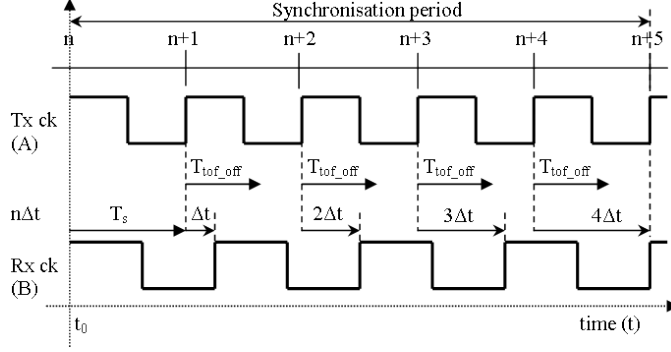 Synchronisation period
n n+1 n+2 n+3 n+4 n+5
Tx ck
(A)
T_tof_off T_tof_off T_tof_off T_tof_off
nΔt T_s Δt 2Δt 3Δt 4Δt
Rx ck
(B)
t_0 time (t)